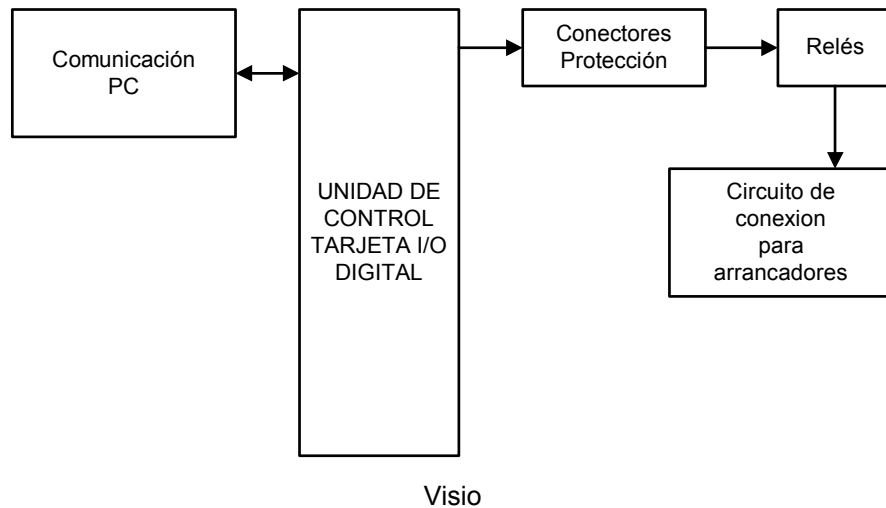 Comunicación
PC
UNIDAD DE
CONTROL
TARJETA I/O
DIGITAL
Conectores
Protección
Relés
Circuito de
conexion
para
arrancadores
Visio